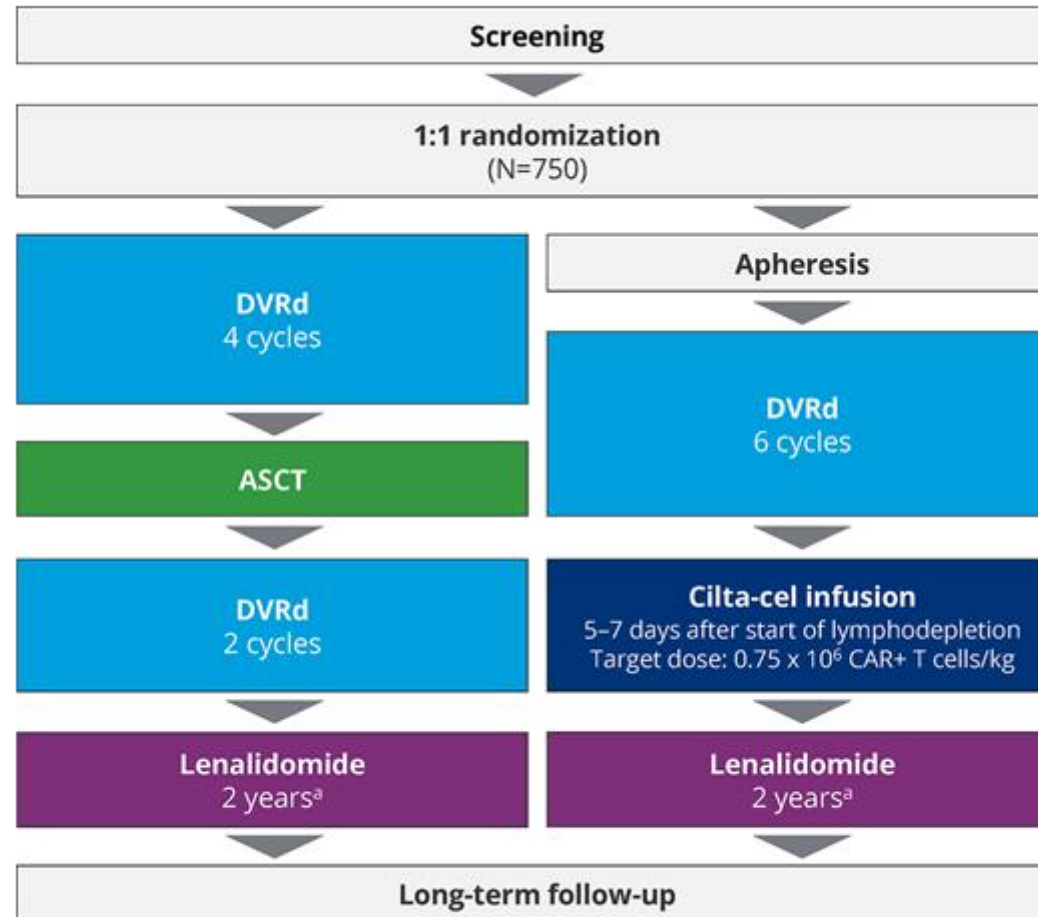 Screening
1:1 randomization
(N=750)
DVRd
4 cycles
ASCT
DVRd
2 cycles
Lenalidomide
2 yearsᵃ
Apheresis
DVRd
6 cycles
Cilta-cel infusion
5–7 days after start of lymphodepletion
Target dose: 0.75 x 10⁶ CAR+ T cells/kg
Lenalidomide
2 yearsᵃ
Long-term follow-up